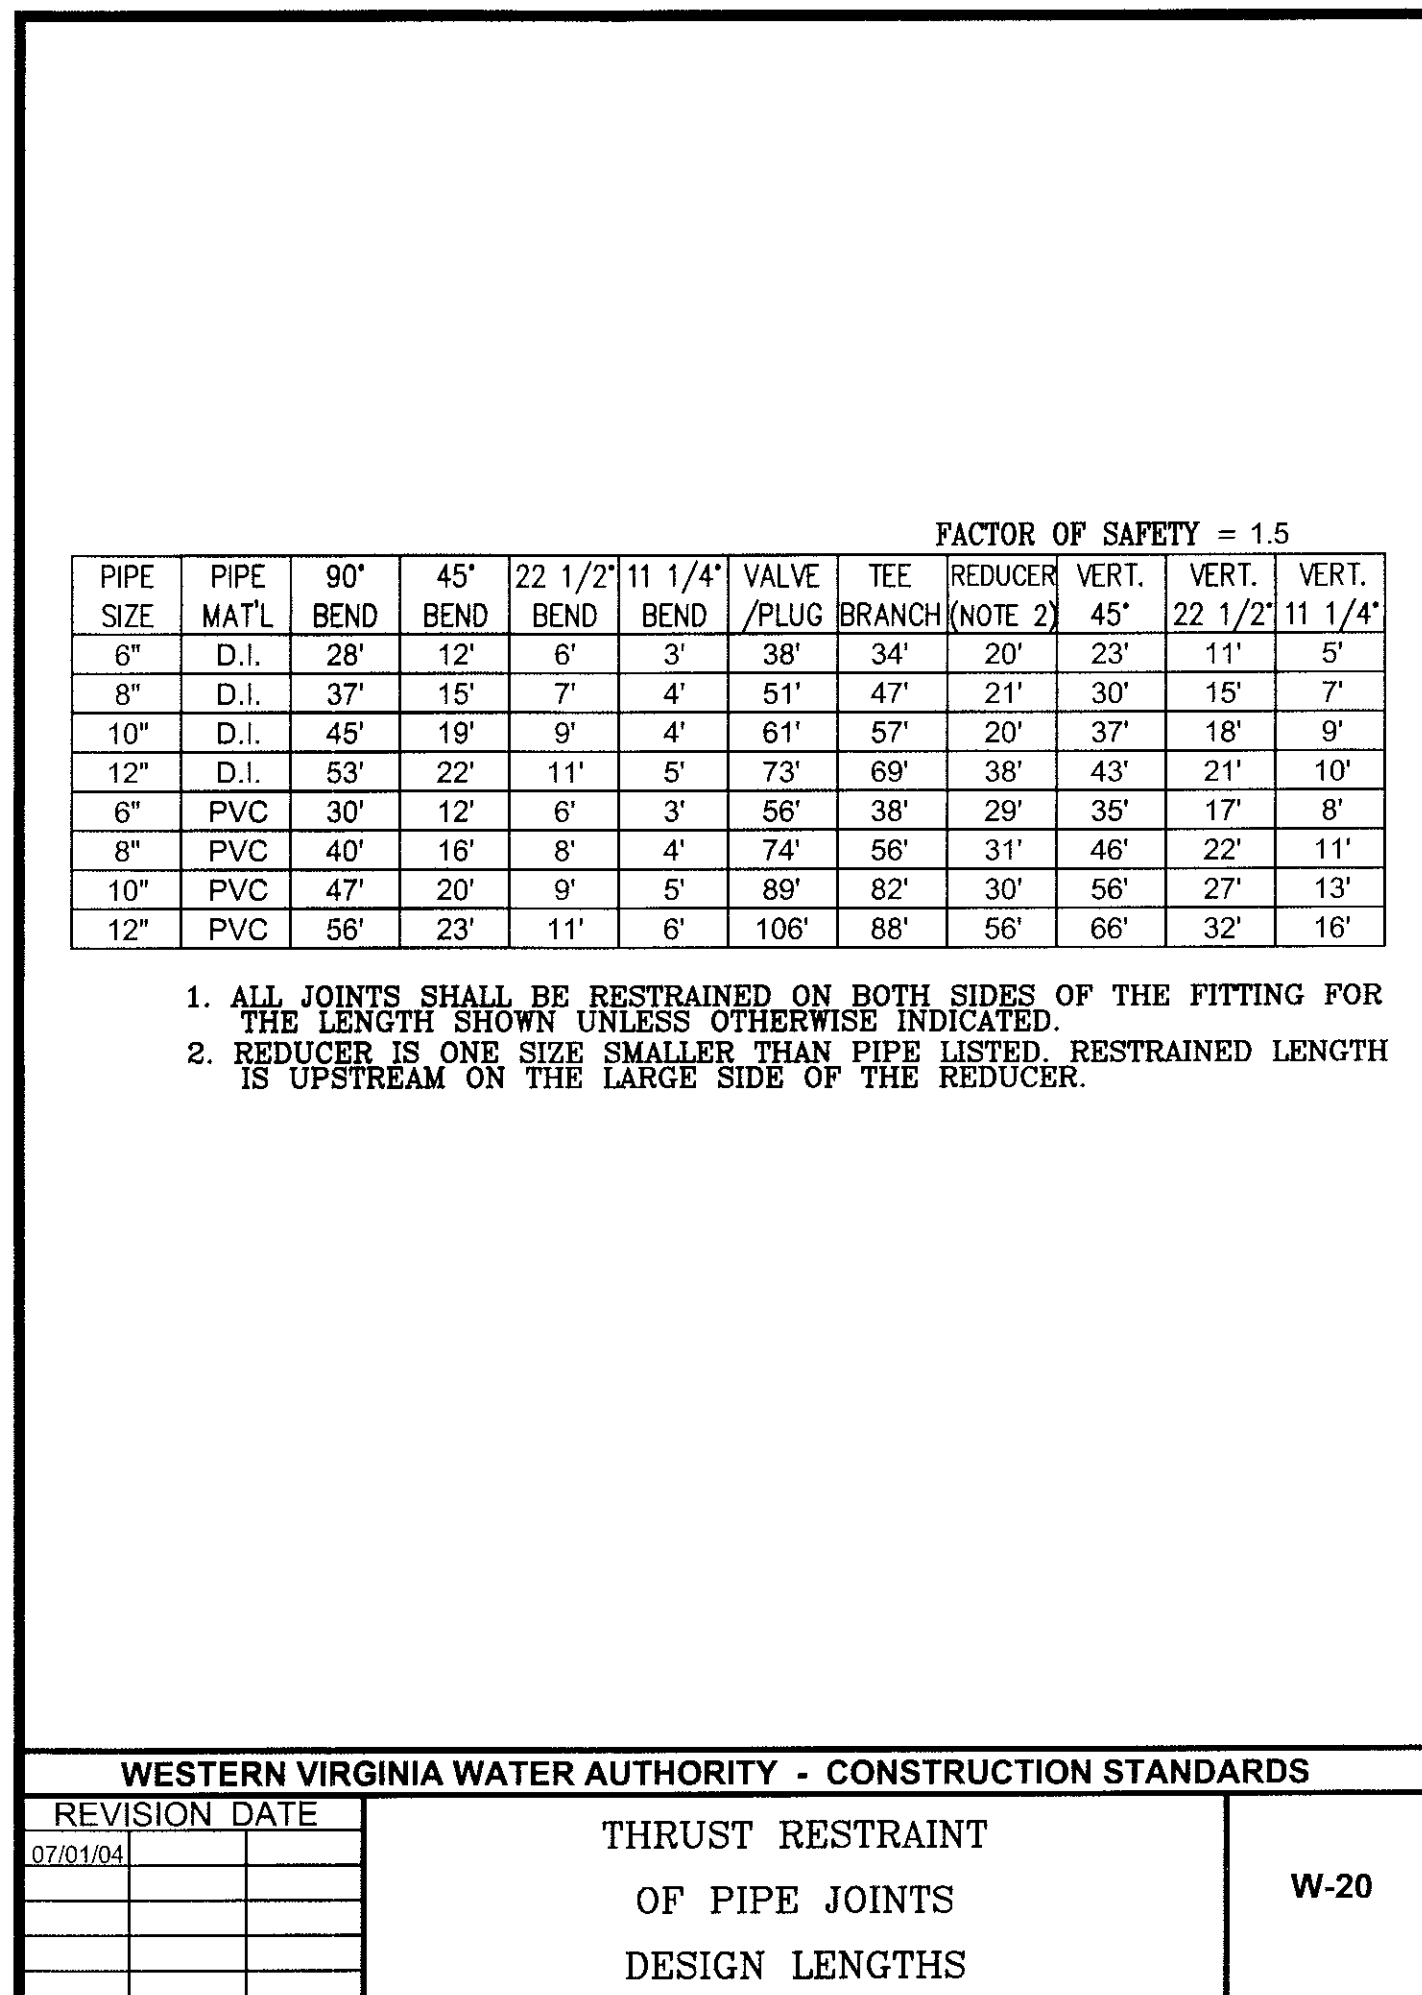 FACTOR OF SAFETY = 1.5
PIPE SIZE PIPE MAT'L 90° BEND 45° BEND 22 1/2° BEND 11 1/4° BEND VALVE /PLUG TEE BRANCH REDUCER (NOTE 2) VERT. 45° VERT. 22 1/2° VERT. 11 1/4°
6" D.I. 28' 12' 6' 3' 38' 34' 20' 23' 11' 5'
8" D.I. 37' 15' 7' 4' 51' 47' 21' 30' 15' 7'
10" D.I. 45' 19' 9' 4' 61' 57' 20' 37' 18' 9'
12" D.I. 53' 22' 11' 5' 73' 69' 38' 43' 21' 10'
6" PVC 30' 12' 6' 3' 56' 38' 29' 35' 17' 8'
8" PVC 40' 16' 8' 4' 74' 56' 31' 46' 22' 11'
10" PVC 47' 20' 9' 5' 89' 82' 30' 56' 27' 13'
12" PVC 56' 23' 11' 6' 106' 88' 56' 66' 32' 16'
1. ALL JOINTS SHALL BE RESTRAINED ON BOTH SIDES OF THE FITTING FOR
THE LENGTH SHOWN UNLESS OTHERWISE INDICATED.
2. REDUCER IS ONE SIZE SMALLER THAN PIPE LISTED. RESTRAINED LENGTH
IS UPSTREAM ON THE LARGE SIDE OF THE REDUCER.
WESTERN VIRGINIA WATER AUTHORITY - CONSTRUCTION STANDARDS
REVISION DATE
07/01/04
THRUST RESTRAINT
OF PIPE JOINTS
DESIGN LENGTHS
W-20